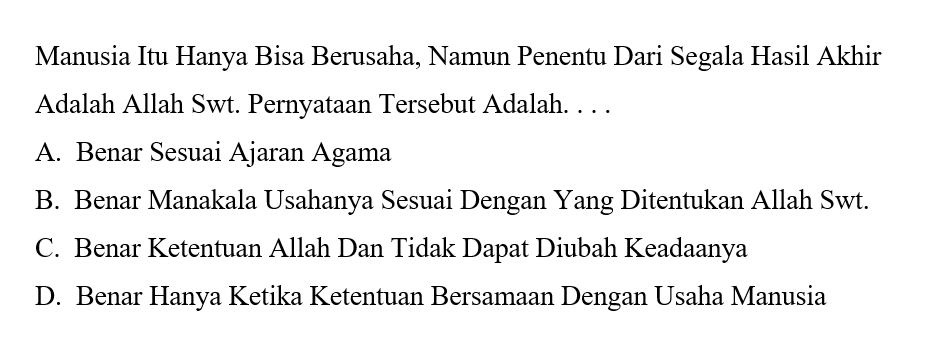 Manusia Itu Hanya Bisa Berusaha, Namun Penentu Dari Segala Hasil Akhir
Adalah Allah Swt. Pernyataan Tersebut Adalah. . . .
A. Benar Sesuai Ajaran Agama
B. Benar Manakala Usahanya Sesuai Dengan Yang Ditentukan Allah Swt.
C. Benar Ketentuan Allah Dan Tidak Dapat Diubah Keadaanya
D. Benar Hanya Ketika Ketentuan Bersamaan Dengan Usaha Manusia